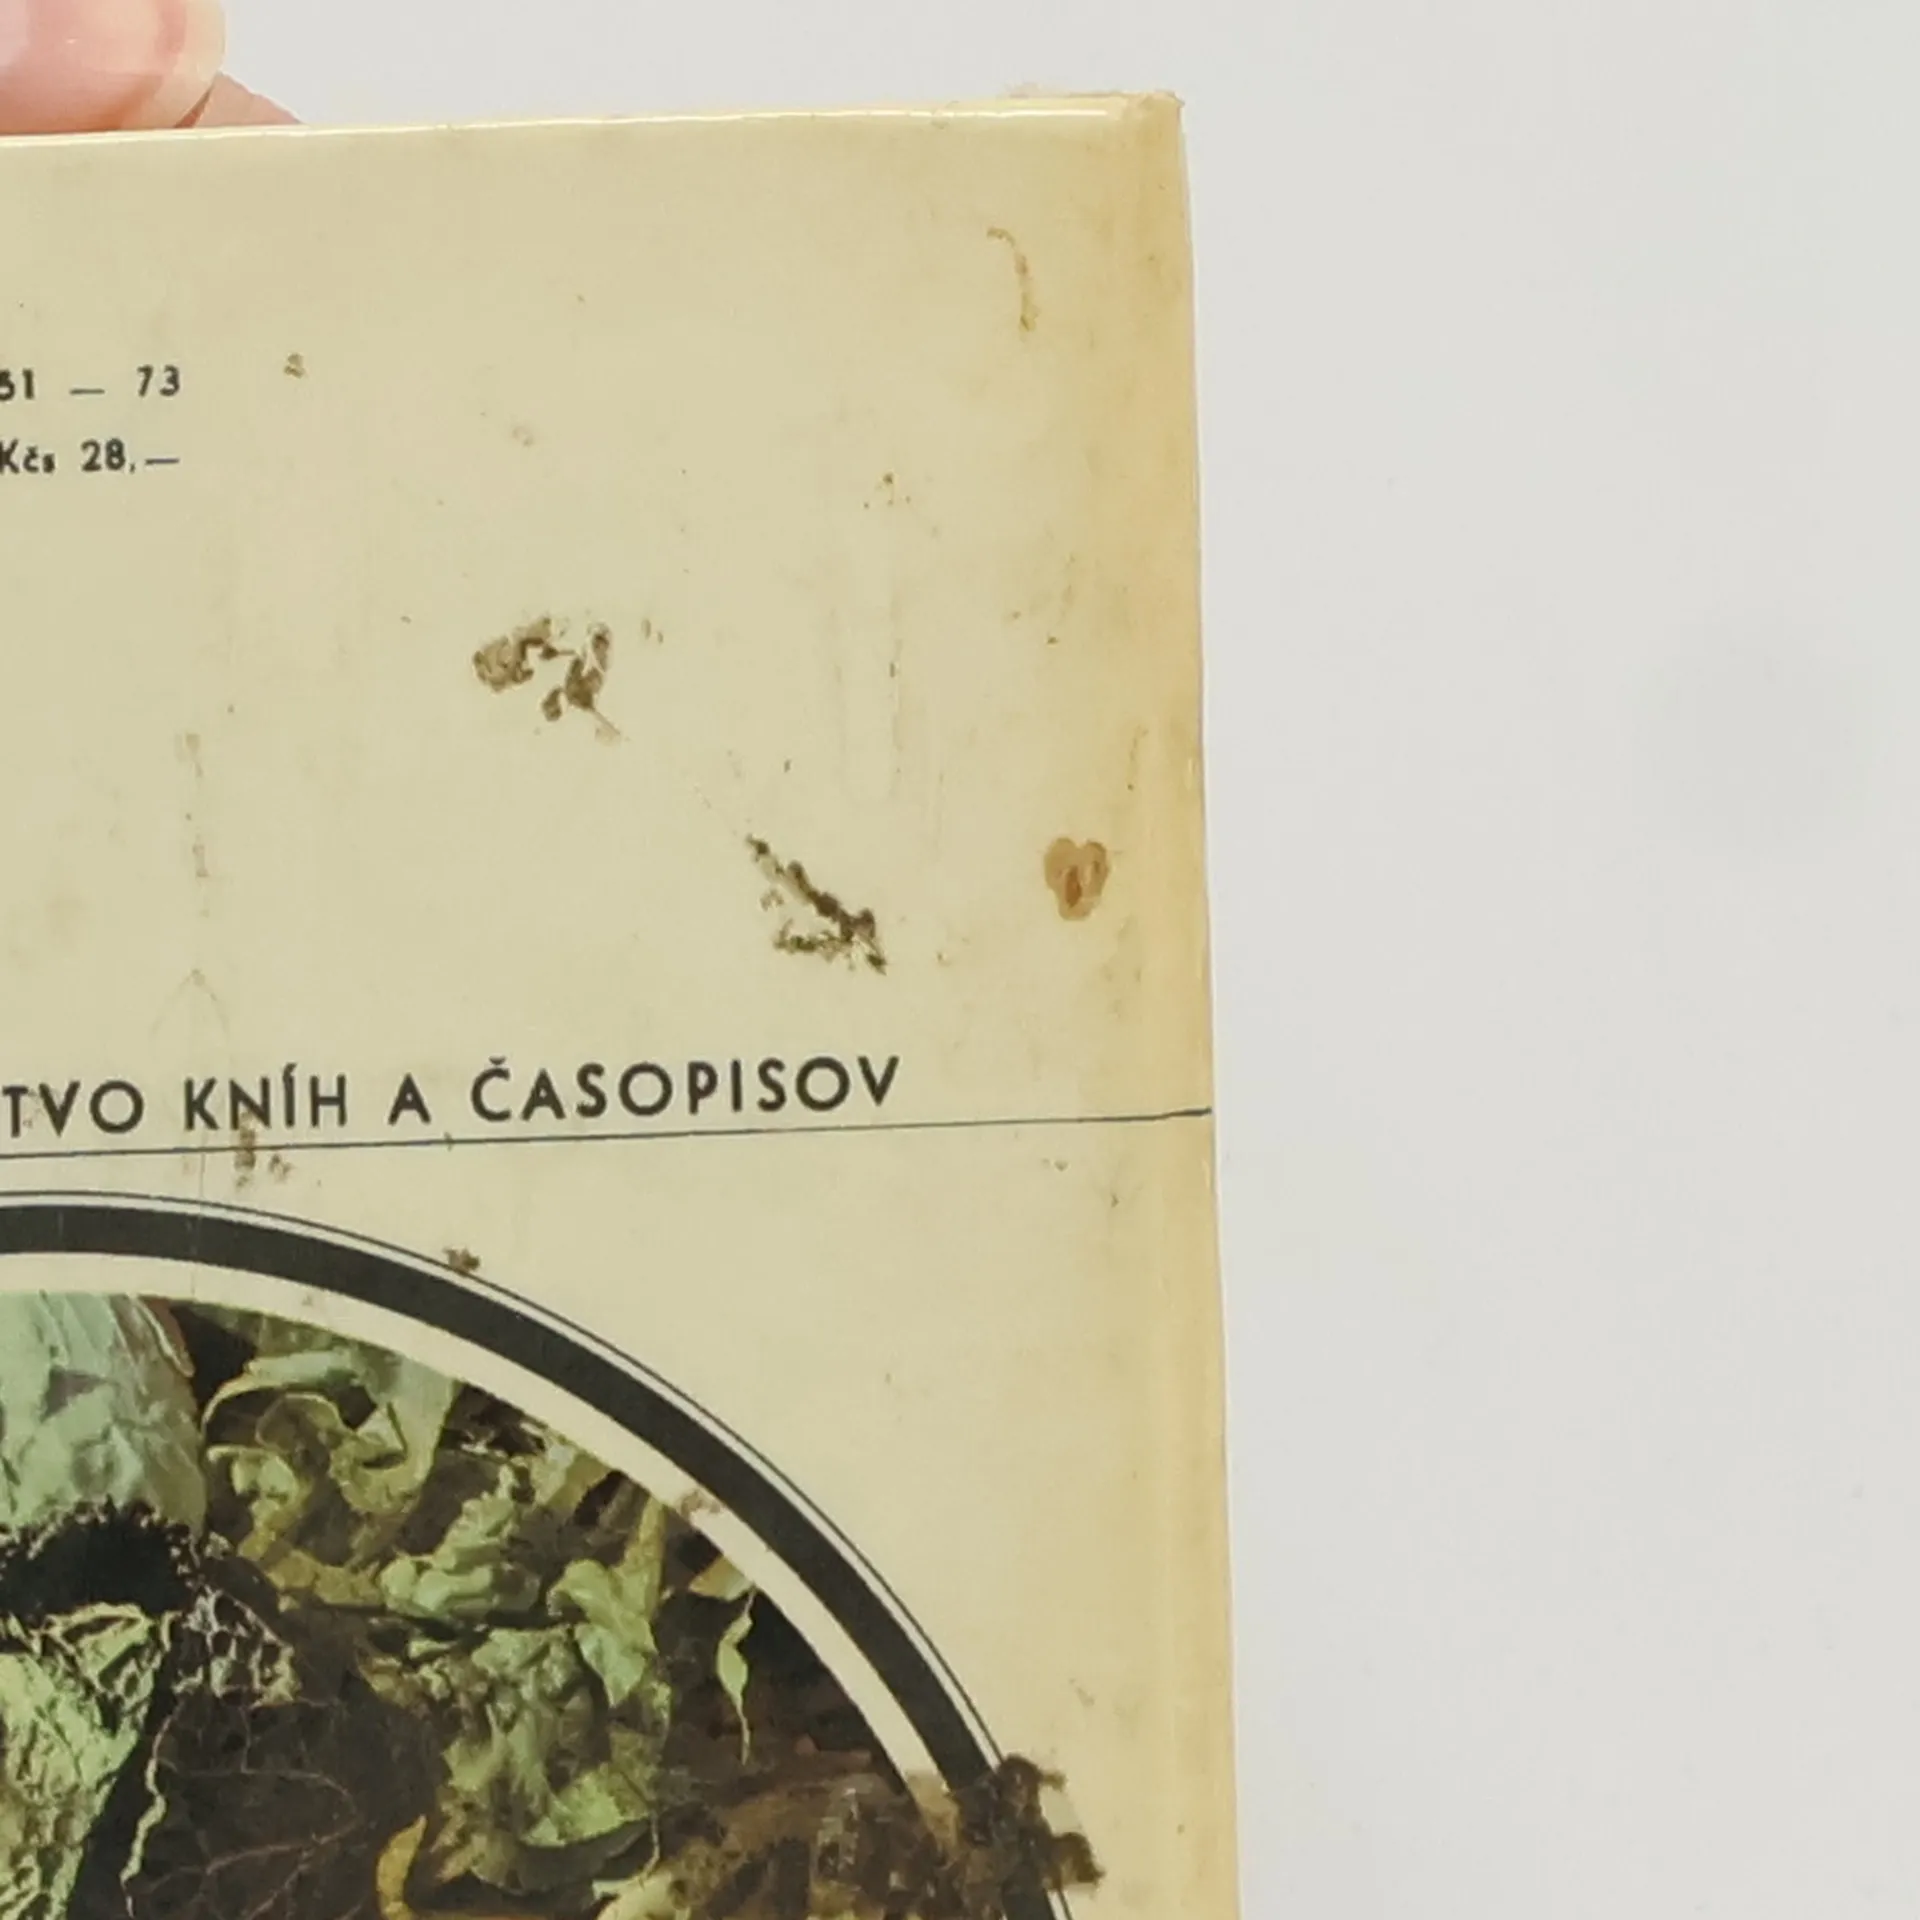 51 — 73
Kčs 28,—
TVO KNÍH A ČASOPISOV